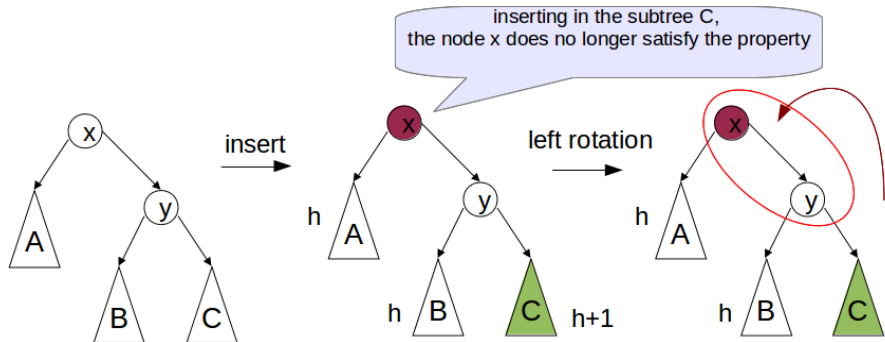 inserting in the subtree C,
the node x does no longer satisfy the property
x
insert
x
left rotation
x
y
h
y
h
y
A
A
A
B
C
h
B
C
h+1
h
B
C